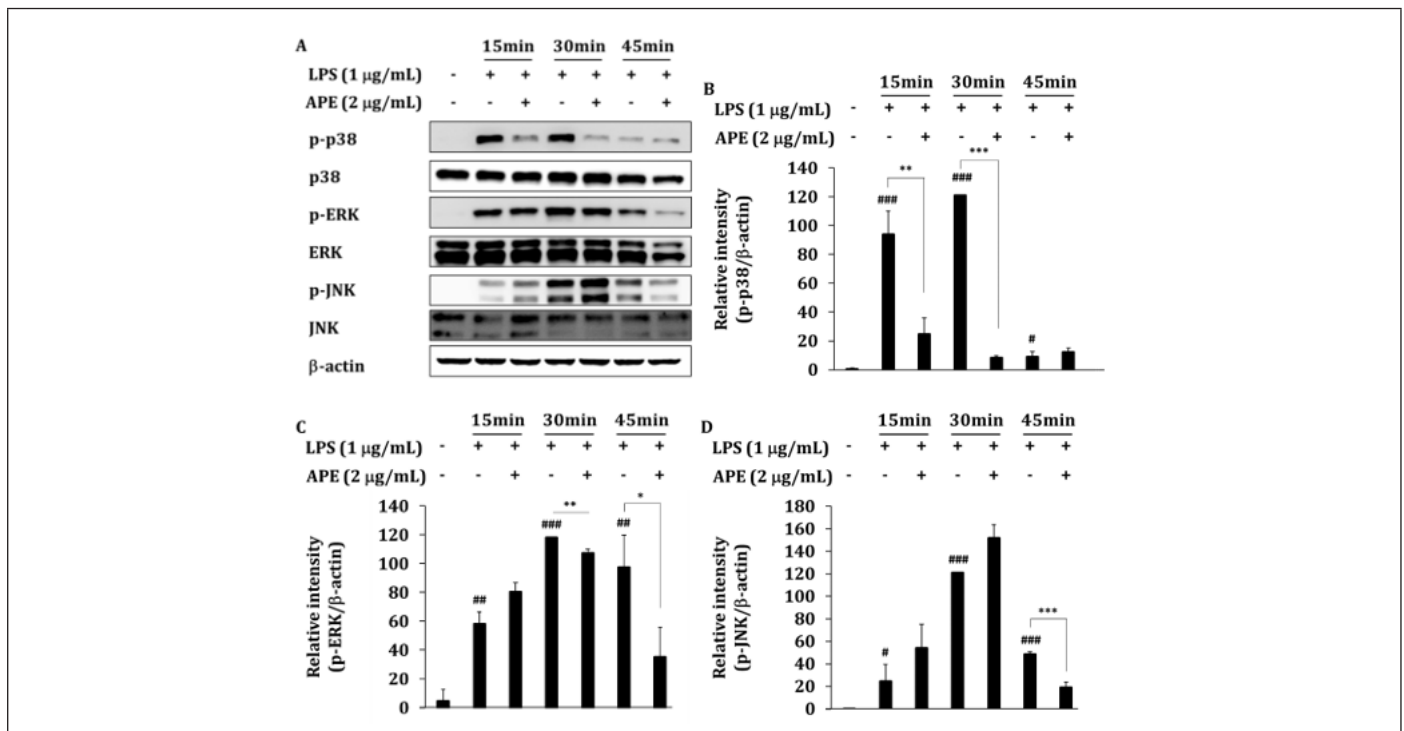 A
15min 30min 45min
LPS (1 μg/mL) - + + + + + +
APE (2 μg/mL) - - + - + - +
p-p38
p38
p-ERK
ERK
p-JNK
JNK
β-actin
B
15min 30min 45min
LPS (1 μg/mL) - + + + + + +
APE (2 μg/mL) - - + - + - +
Relative intensity
(p-p38/β-actin)
140
120
100
80
60
40
20
0
###
**
###
***
#
C
15min 30min 45min
LPS (1 μg/mL) - + + + + + +
APE (2 μg/mL) - - + - + - +
Relative intensity
(p-ERK/β-actin)
140
120
100
80
60
40
20
0
##
###
**
##
*
D
15min 30min 45min
LPS (1 μg/mL) - + + + + + +
APE (2 μg/mL) - - + - + - +
Relative intensity
(p-JNK/β-actin)
180
160
140
120
100
80
60
40
20
0
#
###
###
***